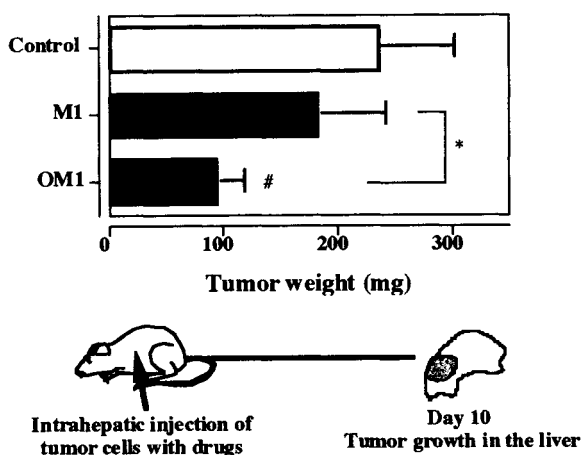 Control
M1
*
OM1
#
0 100 200 300
Tumor weight (mg)
Intrahepatic injection of
tumor cells with drugs
Day 10
Tumor growth in the liver